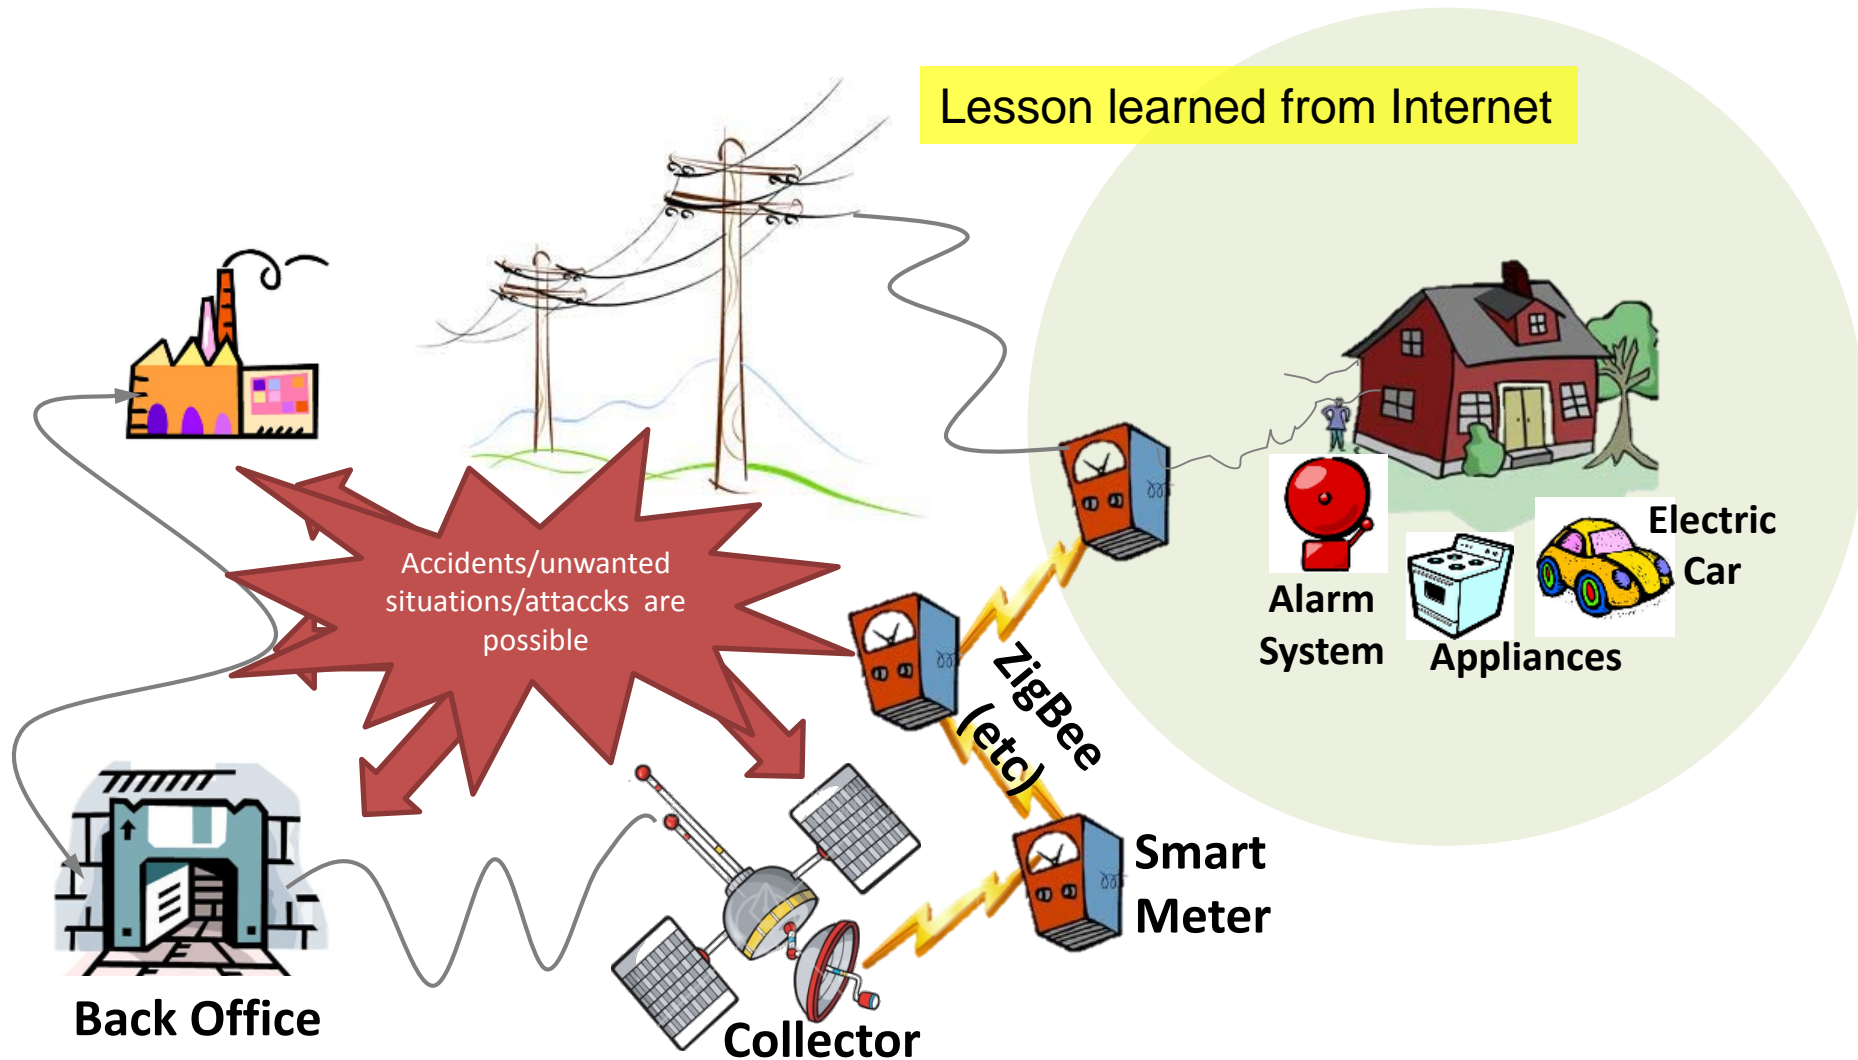 Lesson learned from Internet
Accidents/unwanted
situations/attaccks are
possible
Electric
Car
Alarm
System
Appliances
ZigBee
(etc)
Smart
Meter
Back Office
Collector